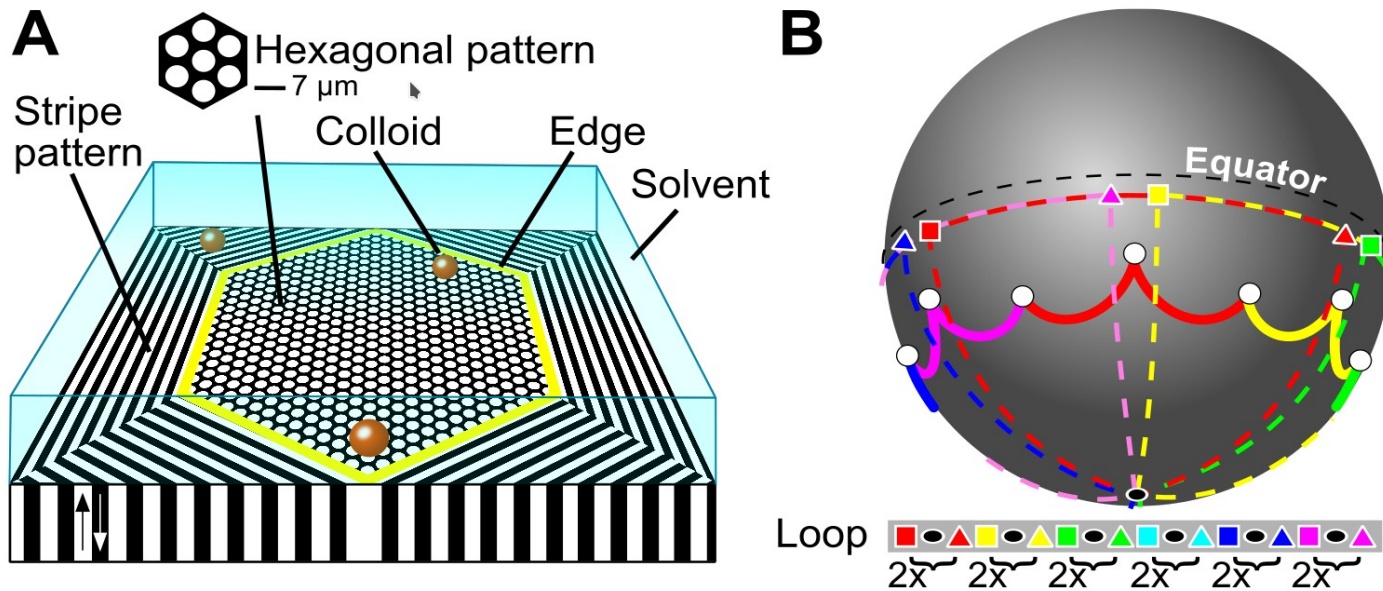 A
Hexagonal pattern
7 μm
Stripe
pattern
Colloid
Edge
Solvent
B
Equator
Loop
2x
2x
2x
2x
2x
2x